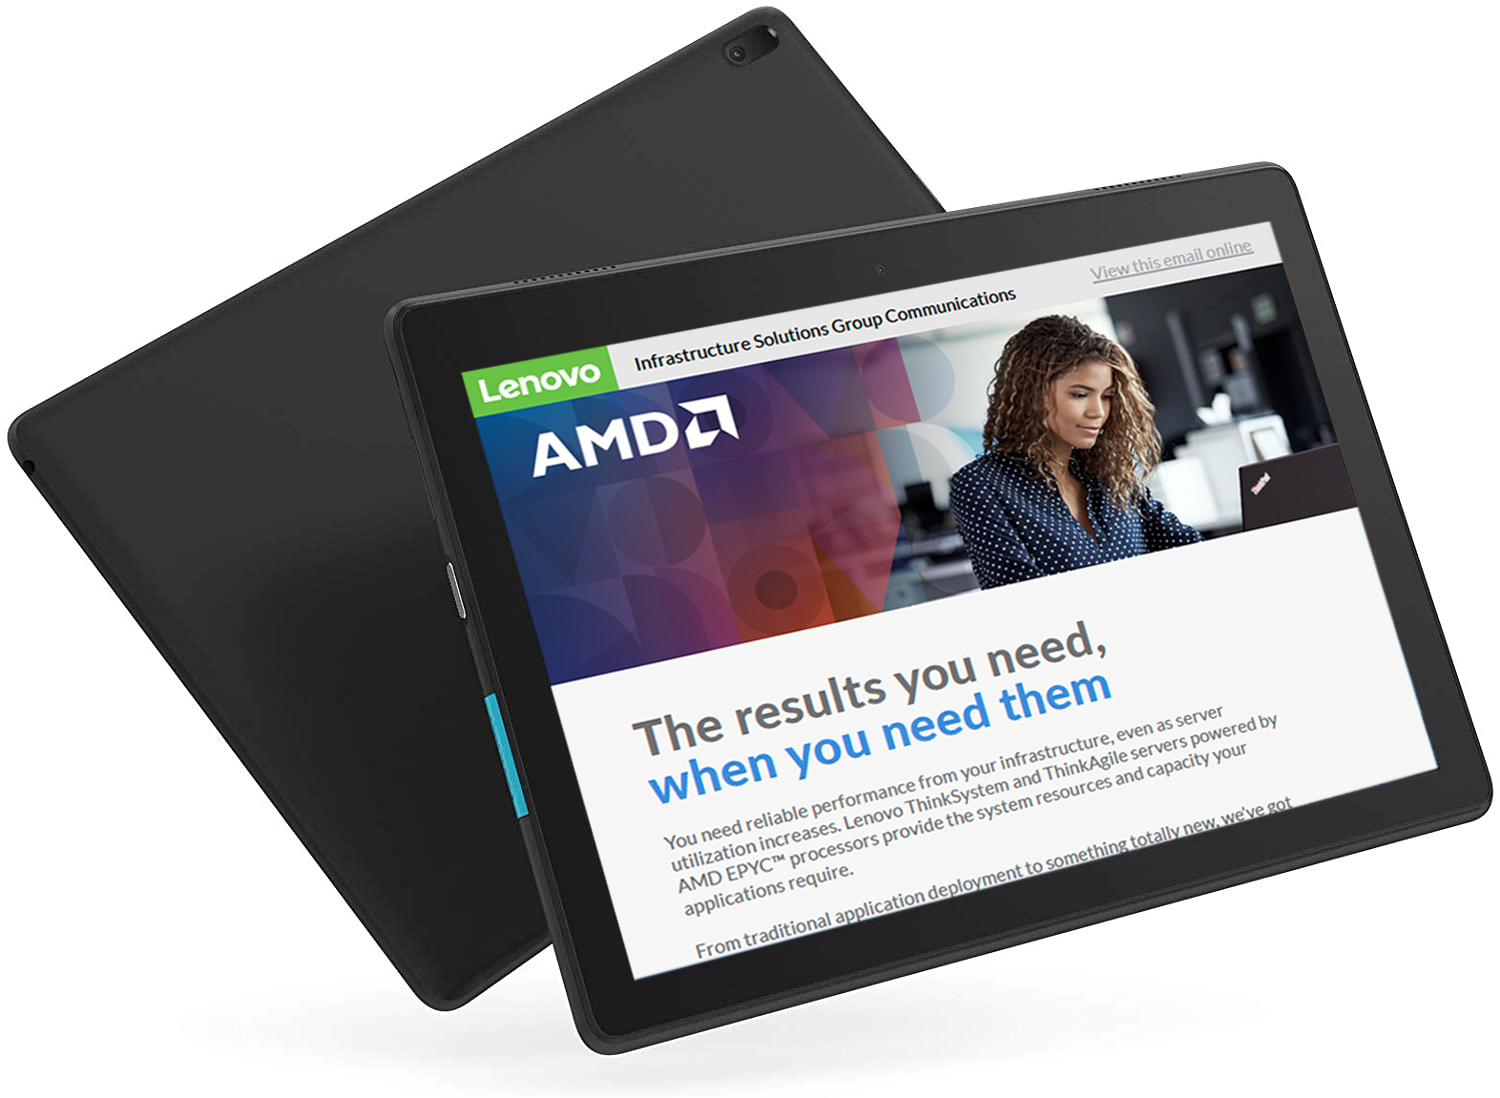 View this email online
Lenovo
Infrastructure Solutions Group Communications
AMD
ThinkPad
The results you need,
when you need them
You need reliable performance from your infrastructure, even as server
utilization increases. Lenovo ThinkSystem and ThinkAgile servers powered by
AMD EPYC™ processors provide the system resources and capacity your
applications require.
From traditional application deployment to something totally new, we've got